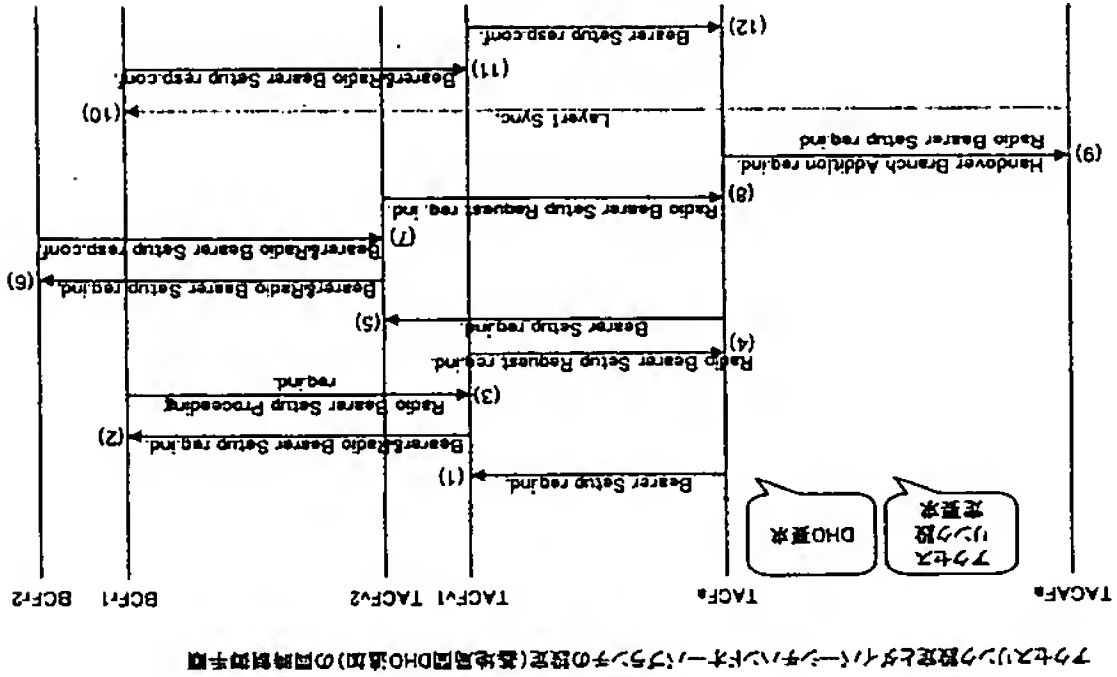 アクセスリンク設定とダイバーシチハンドオーバブランチの設定(基地局間DHO追加)の同時制御手順
TACAFa
TACFa
TACFv1
TACFv2
BCFr1
BCFr2
アクセス
リンク設
定要求
DHO要求
(1)
Bearer Setup req.ind.
(2)
Bearer&Radio Bearer Setup req.ind.
(3)
Radio Bearer Setup Proceeding
req.ind.
(4)
Radio Bearer Setup Request req.ind.
(5)
Bearer Setup req.ind.
(6)
Bearer&Radio Bearer Setup req.ind.
(7)
Bearer&Radio Bearer Setup resp.conf
(8)
Radio Bearer Setup Request req. ind.
(9)
Handover Branch Addition req.ind.
Radio Bearer Setup req.ind
(10)
Layer1 Sync.
(11)
Bearer&Radio Bearer Setup resp.conf.
(12)
Bearer Setup resp.conf.